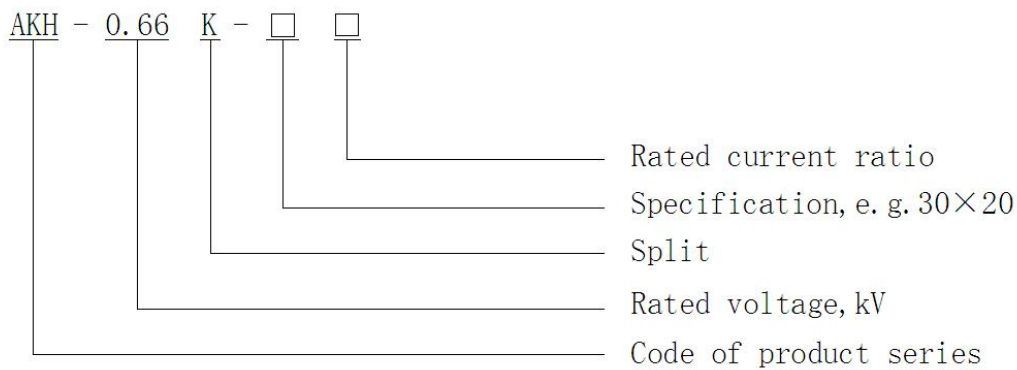 AKH - 0.66 K - □ □
Rated current ratio
Specification, e.g. 30×20
Split
Rated voltage, kV
Code of product series